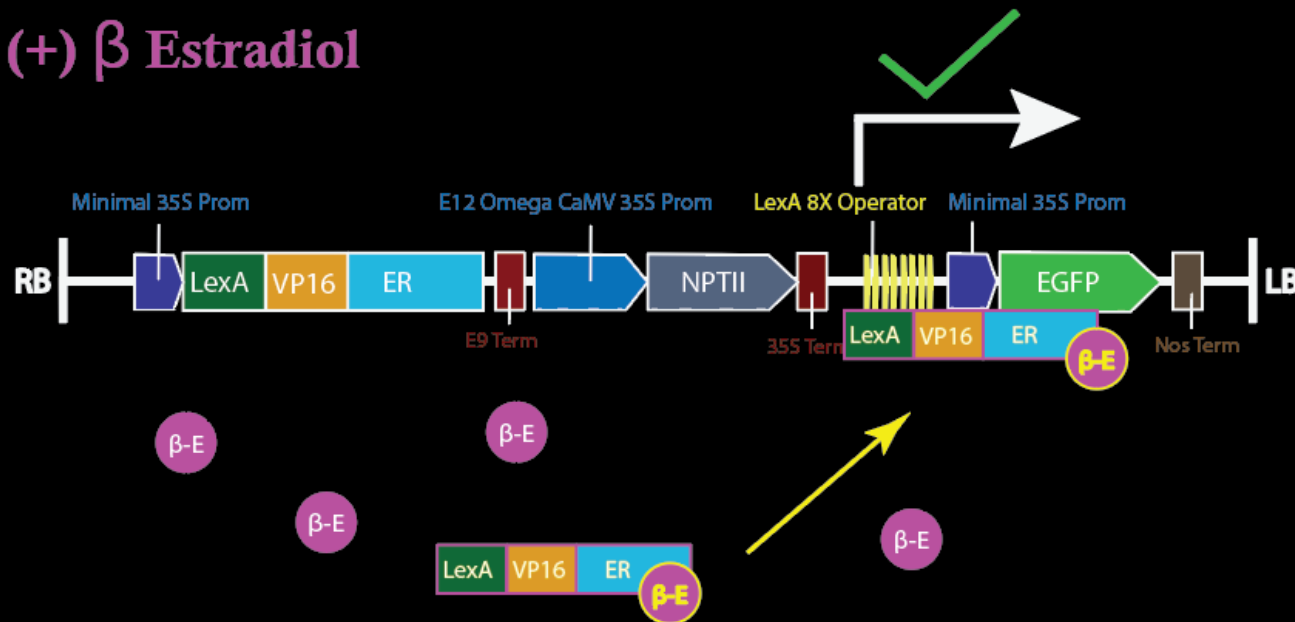 (+) β Estradiol
Minimal 35S Prom
E12 Omega CaMV 35S Prom
LexA 8X Operator
Minimal 35S Prom
RB
LexA
VP16
ER
NPTII
EGFP
LB
E9 Term
35S Term
LexA
VP16
ER
β-E
Nos Term
β-E
β-E
β-E
β-E
LexA
VP16
ER
β-E